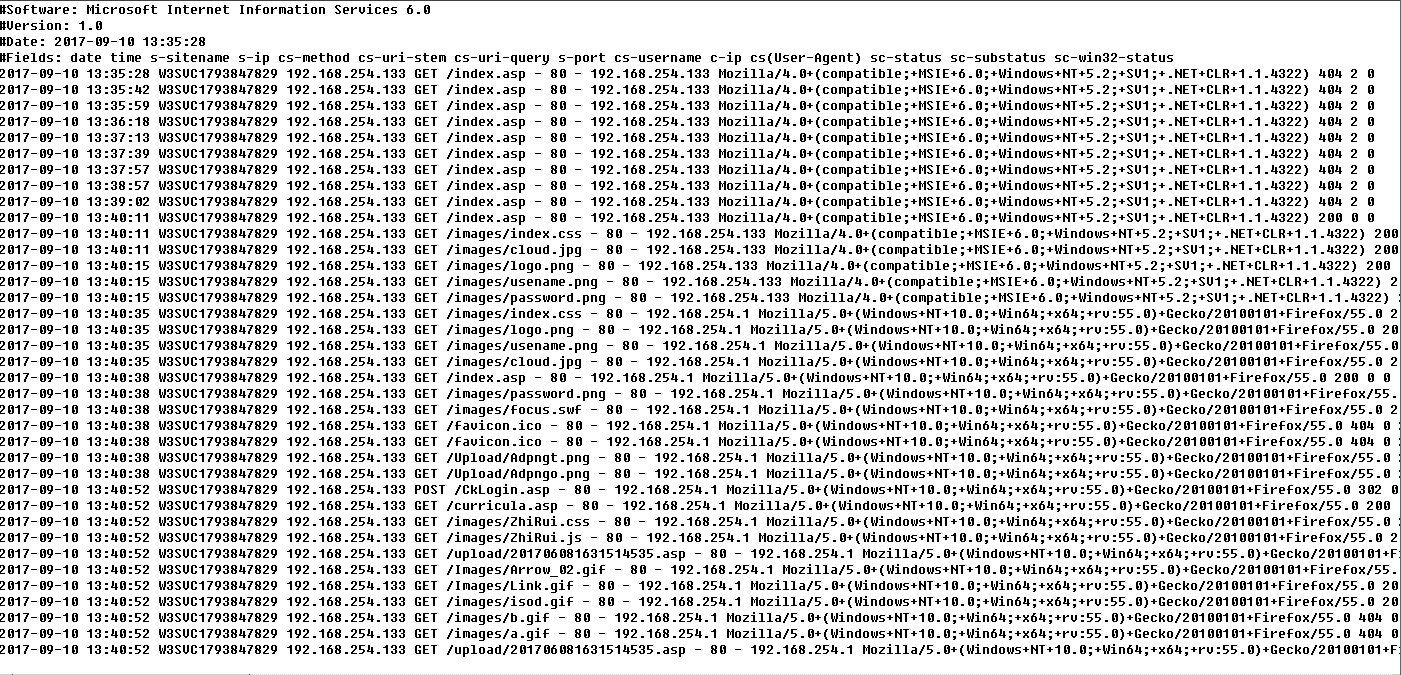 #Software: Microsoft Internet Information Services 6.0
#Version: 1.0
#Date: 2017-09-10 13:35:28
#Fields: date time s-sitename s-ip cs-method cs-uri-stem cs-uri-query s-port cs-username c-ip cs(User-Agent) sc-status sc-substatus sc-win32-status
2017-09-10 13:35:28 W3SVC1793847829 192.168.254.133 GET /index.asp - 80 - 192.168.254.133 Mozilla/4.0+(compatible;+MSIE+6.0;+Windows+NT+5.2;+SV1;+.NET+CLR+1.1.4322) 404 2 0
2017-09-10 13:35:42 W3SVC1793847829 192.168.254.133 GET /index.asp - 80 - 192.168.254.133 Mozilla/4.0+(compatible;+MSIE+6.0;+Windows+NT+5.2;+SV1;+.NET+CLR+1.1.4322) 404 2 0
2017-09-10 13:35:59 W3SVC1793847829 192.168.254.133 GET /index.asp - 80 - 192.168.254.133 Mozilla/4.0+(compatible;+MSIE+6.0;+Windows+NT+5.2;+SV1;+.NET+CLR+1.1.4322) 404 2 0
2017-09-10 13:36:18 W3SVC1793847829 192.168.254.133 GET /index.asp - 80 - 192.168.254.133 Mozilla/4.0+(compatible;+MSIE+6.0;+Windows+NT+5.2;+SV1;+.NET+CLR+1.1.4322) 404 2 0
2017-09-10 13:37:13 W3SVC1793847829 192.168.254.133 GET /index.asp - 80 - 192.168.254.133 Mozilla/4.0+(compatible;+MSIE+6.0;+Windows+NT+5.2;+SV1;+.NET+CLR+1.1.4322) 404 2 0
2017-09-10 13:37:39 W3SVC1793847829 192.168.254.133 GET /index.asp - 80 - 192.168.254.133 Mozilla/4.0+(compatible;+MSIE+6.0;+Windows+NT+5.2;+SV1;+.NET+CLR+1.1.4322) 404 2 0
2017-09-10 13:37:57 W3SVC1793847829 192.168.254.133 GET /index.asp - 80 - 192.168.254.133 Mozilla/4.0+(compatible;+MSIE+6.0;+Windows+NT+5.2;+SV1;+.NET+CLR+1.1.4322) 404 2 0
2017-09-10 13:38:57 W3SVC1793847829 192.168.254.133 GET /index.asp - 80 - 192.168.254.133 Mozilla/4.0+(compatible;+MSIE+6.0;+Windows+NT+5.2;+SV1;+.NET+CLR+1.1.4322) 404 2 0
2017-09-10 13:39:02 W3SVC1793847829 192.168.254.133 GET /index.asp - 80 - 192.168.254.133 Mozilla/4.0+(compatible;+MSIE+6.0;+Windows+NT+5.2;+SV1;+.NET+CLR+1.1.4322) 404 2 0
2017-09-10 13:40:11 W3SVC1793847829 192.168.254.133 GET /index.asp - 80 - 192.168.254.133 Mozilla/4.0+(compatible;+MSIE+6.0;+Windows+NT+5.2;+SV1;+.NET+CLR+1.1.4322) 200 0 0
2017-09-10 13:40:11 W3SVC1793847829 192.168.254.133 GET /images/index.css - 80 - 192.168.254.133 Mozilla/4.0+(compatible;+MSIE+6.0;+Windows+NT+5.2;+SV1;+.NET+CLR+1.1.4322) 200
2017-09-10 13:40:11 W3SVC1793847829 192.168.254.133 GET /images/cloud.jpg - 80 - 192.168.254.133 Mozilla/4.0+(compatible;+MSIE+6.0;+Windows+NT+5.2;+SV1;+.NET+CLR+1.1.4322) 200
2017-09-10 13:40:15 W3SVC1793847829 192.168.254.133 GET /images/logo.png - 80 - 192.168.254.133 Mozilla/4.0+(compatible;+MSIE+6.0;+Windows+NT+5.2;+SV1;+.NET+CLR+1.1.4322) 200
2017-09-10 13:40:15 W3SVC1793847829 192.168.254.133 GET /images/usename.png - 80 - 192.168.254.133 Mozilla/4.0+(compatible;+MSIE+6.0;+Windows+NT+5.2;+SV1;+.NET+CLR+1.1.4322) 2
2017-09-10 13:40:15 W3SVC1793847829 192.168.254.133 GET /images/password.png - 80 - 192.168.254.133 Mozilla/4.0+(compatible;+MSIE+6.0;+Windows+NT+5.2;+SV1;+.NET+CLR+1.1.4322)
2017-09-10 13:40:35 W3SVC1793847829 192.168.254.133 GET /images/index.css - 80 - 192.168.254.1 Mozilla/5.0+(Windows+NT+10.0;+Win64;+x64;+rv:55.0)+Gecko/20100101+Firefox/55.0 2
2017-09-10 13:40:35 W3SVC1793847829 192.168.254.133 GET /images/logo.png - 80 - 192.168.254.1 Mozilla/5.0+(Windows+NT+10.0;+Win64;+x64;+rv:55.0)+Gecko/20100101+Firefox/55.0 20
2017-09-10 13:40:35 W3SVC1793847829 192.168.254.133 GET /images/usename.png - 80 - 192.168.254.1 Mozilla/5.0+(Windows+NT+10.0;+Win64;+x64;+rv:55.0)+Gecko/20100101+Firefox/55.0
2017-09-10 13:40:35 W3SVC1793847829 192.168.254.133 GET /images/cloud.jpg - 80 - 192.168.254.1 Mozilla/5.0+(Windows+NT+10.0;+Win64;+x64;+rv:55.0)+Gecko/20100101+Firefox/55.0 2
2017-09-10 13:40:38 W3SVC1793847829 192.168.254.133 GET /index.asp - 80 - 192.168.254.1 Mozilla/5.0+(Windows+NT+10.0;+Win64;+x64;+rv:55.0)+Gecko/20100101+Firefox/55.0 200 0 0
2017-09-10 13:40:38 W3SVC1793847829 192.168.254.133 GET /images/password.png - 80 - 192.168.254.1 Mozilla/5.0+(Windows+NT+10.0;+Win64;+x64;+rv:55.0)+Gecko/20100101+Firefox/55.
2017-09-10 13:40:38 W3SVC1793847829 192.168.254.133 GET /images/focus.swf - 80 - 192.168.254.1 Mozilla/5.0+(Windows+NT+10.0;+Win64;+x64;+rv:55.0)+Gecko/20100101+Firefox/55.0 2
2017-09-10 13:40:38 W3SVC1793847829 192.168.254.133 GET /favicon.ico - 80 - 192.168.254.1 Mozilla/5.0+(Windows+NT+10.0;+Win64;+x64;+rv:55.0)+Gecko/20100101+Firefox/55.0 404 0
2017-09-10 13:40:38 W3SVC1793847829 192.168.254.133 GET /favicon.ico - 80 - 192.168.254.1 Mozilla/5.0+(Windows+NT+10.0;+Win64;+x64;+rv:55.0)+Gecko/20100101+Firefox/55.0 404 0
2017-09-10 13:40:38 W3SVC1793847829 192.168.254.133 GET /Upload/Adpngt.png - 80 - 192.168.254.1 Mozilla/5.0+(Windows+NT+10.0;+Win64;+x64;+rv:55.0)+Gecko/20100101+Firefox/55.0
2017-09-10 13:40:38 W3SVC1793847829 192.168.254.133 GET /Upload/Adpngo.png - 80 - 192.168.254.1 Mozilla/5.0+(Windows+NT+10.0;+Win64;+x64;+rv:55.0)+Gecko/20100101+Firefox/55.0
2017-09-10 13:40:52 W3SVC1793847829 192.168.254.133 POST /CkLogin.asp - 80 - 192.168.254.1 Mozilla/5.0+(Windows+NT+10.0;+Win64;+x64;+rv:55.0)+Gecko/20100101+Firefox/55.0 302 0
2017-09-10 13:40:52 W3SVC1793847829 192.168.254.133 GET /curricula.asp - 80 - 192.168.254.1 Mozilla/5.0+(Windows+NT+10.0;+Win64;+x64;+rv:55.0)+Gecko/20100101+Firefox/55.0 200
2017-09-10 13:40:52 W3SVC1793847829 192.168.254.133 GET /images/ZhiRui.css - 80 - 192.168.254.1 Mozilla/5.0+(Windows+NT+10.0;+Win64;+x64;+rv:55.0)+Gecko/20100101+Firefox/55.0
2017-09-10 13:40:52 W3SVC1793847829 192.168.254.133 GET /images/ZhiRui.js - 80 - 192.168.254.1 Mozilla/5.0+(Windows+NT+10.0;+Win64;+x64;+rv:55.0)+Gecko/20100101+Firefox/55.0 2
2017-09-10 13:40:52 W3SVC1793847829 192.168.254.133 GET /upload/201706081631514535.asp - 80 - 192.168.254.1 Mozilla/5.0+(Windows+NT+10.0;+Win64;+x64;+rv:55.0)+Gecko/20100101+F
2017-09-10 13:40:52 W3SVC1793847829 192.168.254.133 GET /Images/Arrow_02.gif - 80 - 192.168.254.1 Mozilla/5.0+(Windows+NT+10.0;+Win64;+x64;+rv:55.0)+Gecko/20100101+Firefox/55.
2017-09-10 13:40:52 W3SVC1793847829 192.168.254.133 GET /Images/Link.gif - 80 - 192.168.254.1 Mozilla/5.0+(Windows+NT+10.0;+Win64;+x64;+rv:55.0)+Gecko/20100101+Firefox/55.0 20
2017-09-10 13:40:52 W3SVC1793847829 192.168.254.133 GET /images/isod.gif - 80 - 192.168.254.1 Mozilla/5.0+(Windows+NT+10.0;+Win64;+x64;+rv:55.0)+Gecko/20100101+Firefox/55.0 20
2017-09-10 13:40:52 W3SVC1793847829 192.168.254.133 GET /images/b.gif - 80 - 192.168.254.1 Mozilla/5.0+(Windows+NT+10.0;+Win64;+x64;+rv:55.0)+Gecko/20100101+Firefox/55.0 404 0
2017-09-10 13:40:52 W3SVC1793847829 192.168.254.133 GET /images/a.gif - 80 - 192.168.254.1 Mozilla/5.0+(Windows+NT+10.0;+Win64;+x64;+rv:55.0)+Gecko/20100101+Firefox/55.0 404 0
2017-09-10 13:40:52 W3SVC1793847829 192.168.254.133 GET /upload/201706081631514535.asp - 80 - 192.168.254.1 Mozilla/5.0+(Windows+NT+10.0;+Win64;+x64;+rv:55.0)+Gecko/20100101+F